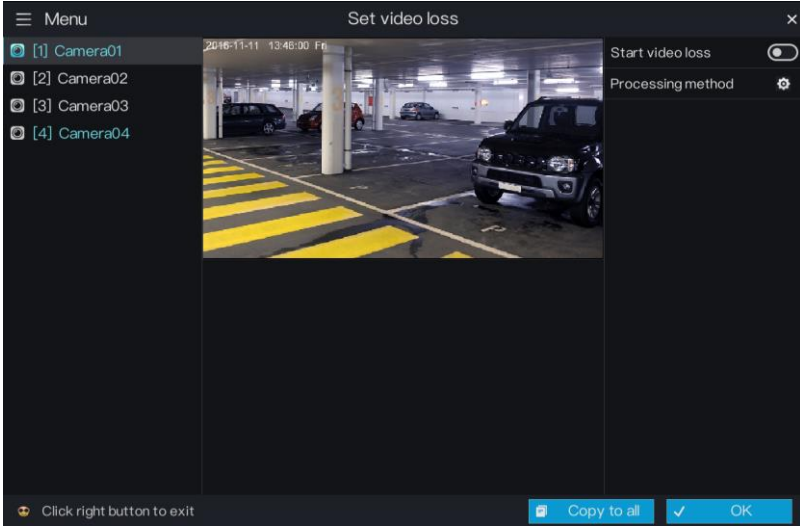 Menu
Set video loss
[1] Camera01
[2] Camera02
[3] Camera03
[4] Camera04
2016-11-11 13:46:00 Fri
Start video loss
Processing method
P
Click right button to exit
Copy to all
OK